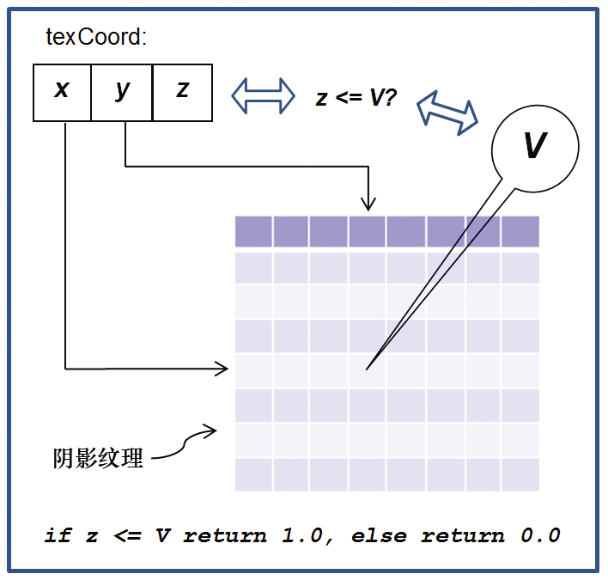 texCoord:
x y z
z <= V?
V
阴影纹理
if z <= V return 1.0, else return 0.0